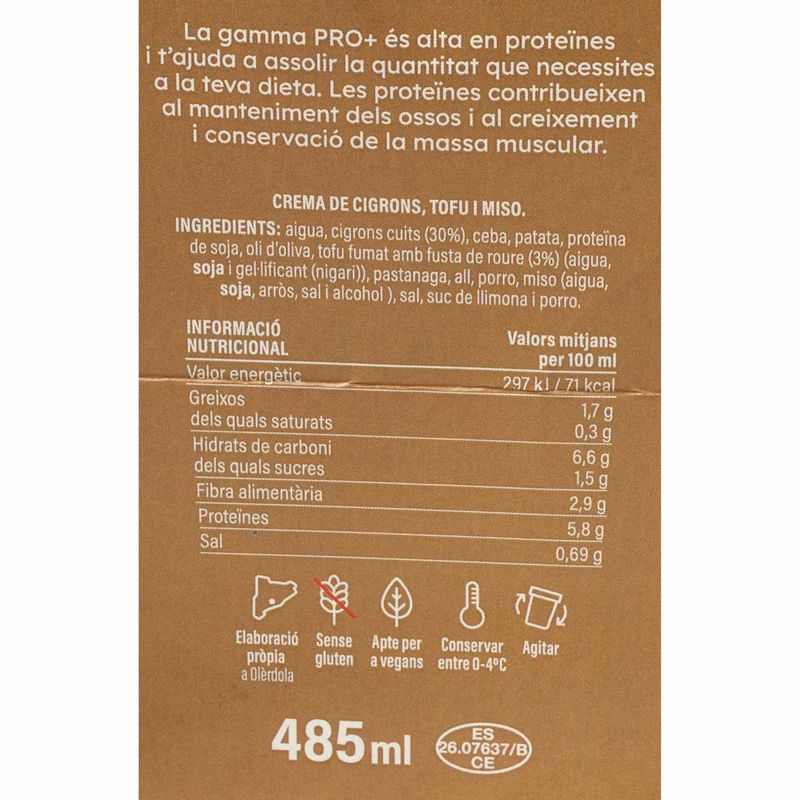 La gamma PRO+ és alta en proteïnes
i t'ajuda a assolir la quantitat que necessites
a la teva dieta. Les proteïnes contribueixen
al manteniment dels ossos i al creixement
i conservació de la massa muscular.
CREMA DE CIGRONS, TOFU I MISO.
INGREDIENTS: aigua, cigrons cuits (30%), ceba, patata, proteïna
de soja, oli d'oliva, tofu fumat amb fusta de roure (3%) (aigua,
soja i gel·lificant (nigari)), pastanaga, all, porro, miso (aigua,
soja, arròs, sal i alcohol ), sal, suc de llimona i porro.
INFORMACIÓ
NUTRICIONAL
Valors mitjans
per 100 ml
Valor energètic 297 kJ / 71 kcal
Greixos 1,7 g
dels quals saturats 0,3 g
Hidrats de carboni 6,6 g
dels quals sucres 1,5 g
Fibra alimentària 2,9 g
Proteïnes 5,8 g
Sal 0,69 g
Elaboració
pròpia
a Olèrdola
Sense
gluten
Apte per
a vegans
Conservar
entre 0-4ºC
Agitar
485 ml
ES
26.07637/B
CE